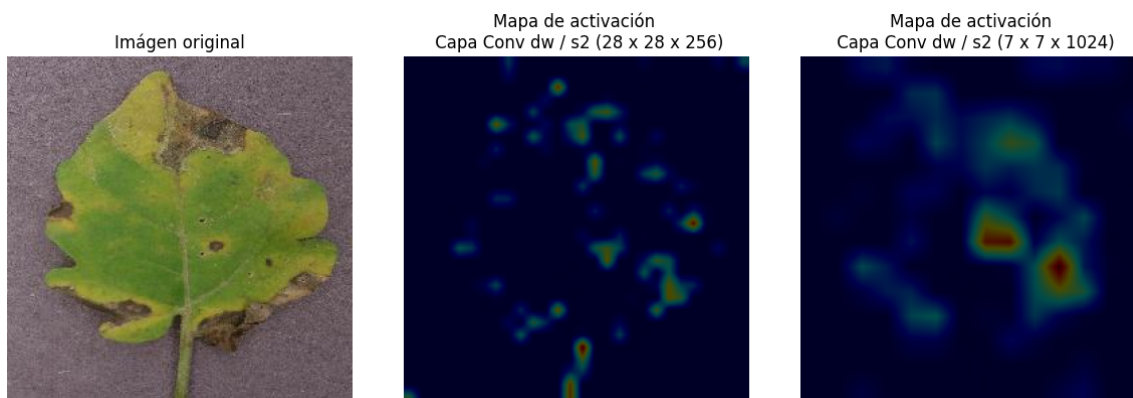 Imágen original
Mapa de activación
Capa Conv dw / s2 (28 x 28 x 256)
Mapa de activación
Capa Conv dw / s2 (7 x 7 x 1024)